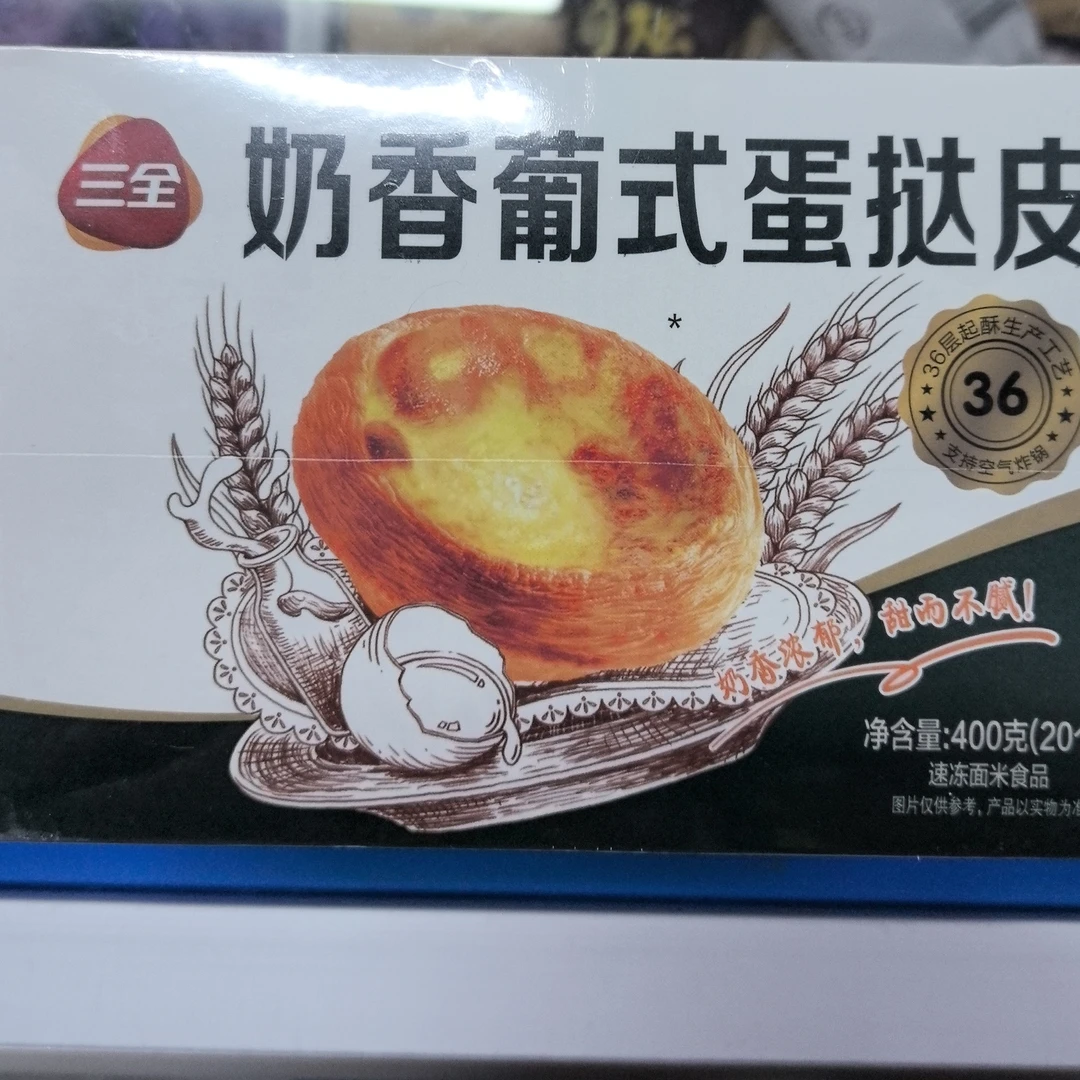 三全
奶香葡式蛋挞皮
*
36层起酥生产工艺
36
支持空气炸锅
奶香浓郁，甜而不腻！
净含量:400克(20个
速冻面米食品
图片仅供参考，产品以实物为准